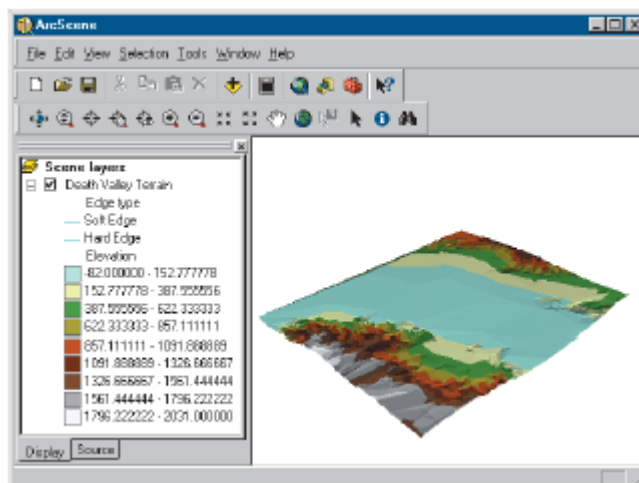 ArcScene
File Edit View Selection Tools Window Help
Scene layers
Death Valley Terrain
Edge type
Soft Edge
Hard Edge
Elevation
-82.000000 - 152.777778
152.777778 - 387.555556
387.555556 - 622.333333
622.333333 - 857.111111
857.111111 - 1091.888889
1091.888889 - 1326.666667
1326.666667 - 1561.444444
1561.444444 - 1796.222222
1796.222222 - 2031.000000
Display Source